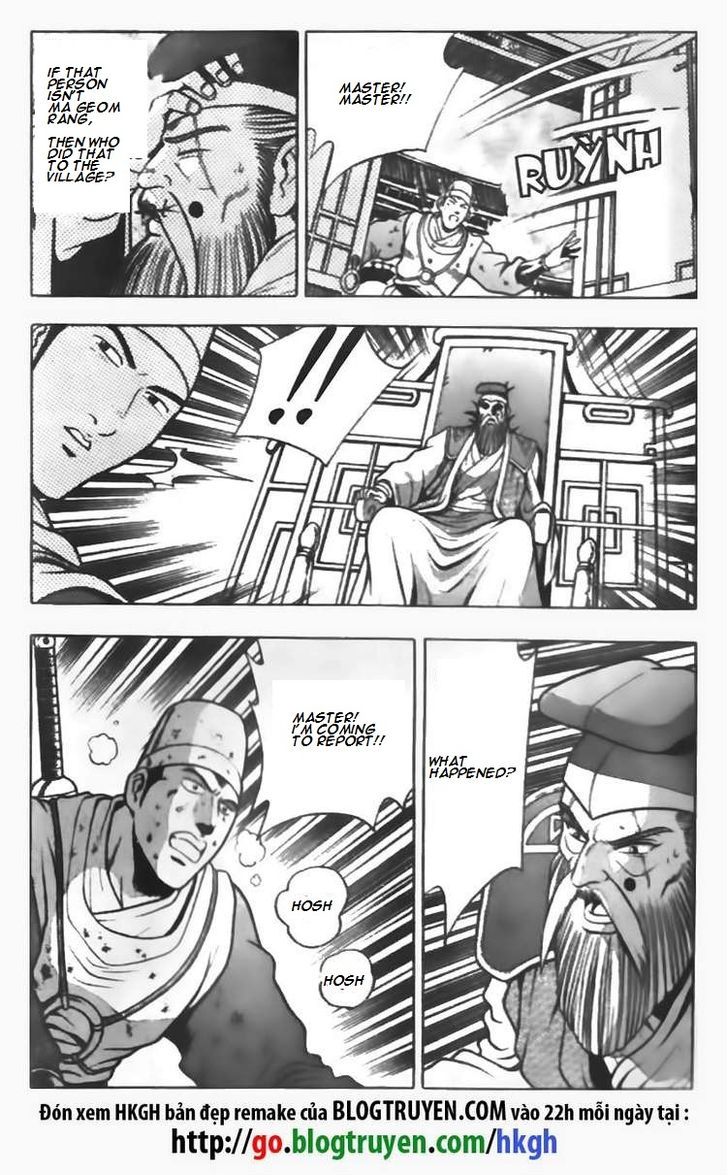 IF THAT
PERSON
ISN'T
MA GEOM
RANG,
THEN WHO
DID THAT
TO THE
VILLAGE?
MASTER!
MASTER!!
RUỲNH
!!
MASTER!
I'M COMING
TO REPORT!!
HOSH
HOSH
WHAT
HAPPENED?
Đón xem HKGH bản đẹp remake của BLOGTRUYEN.COM vào 22h mỗi ngày tại :
http://go.blogtruyen.com/hkgh